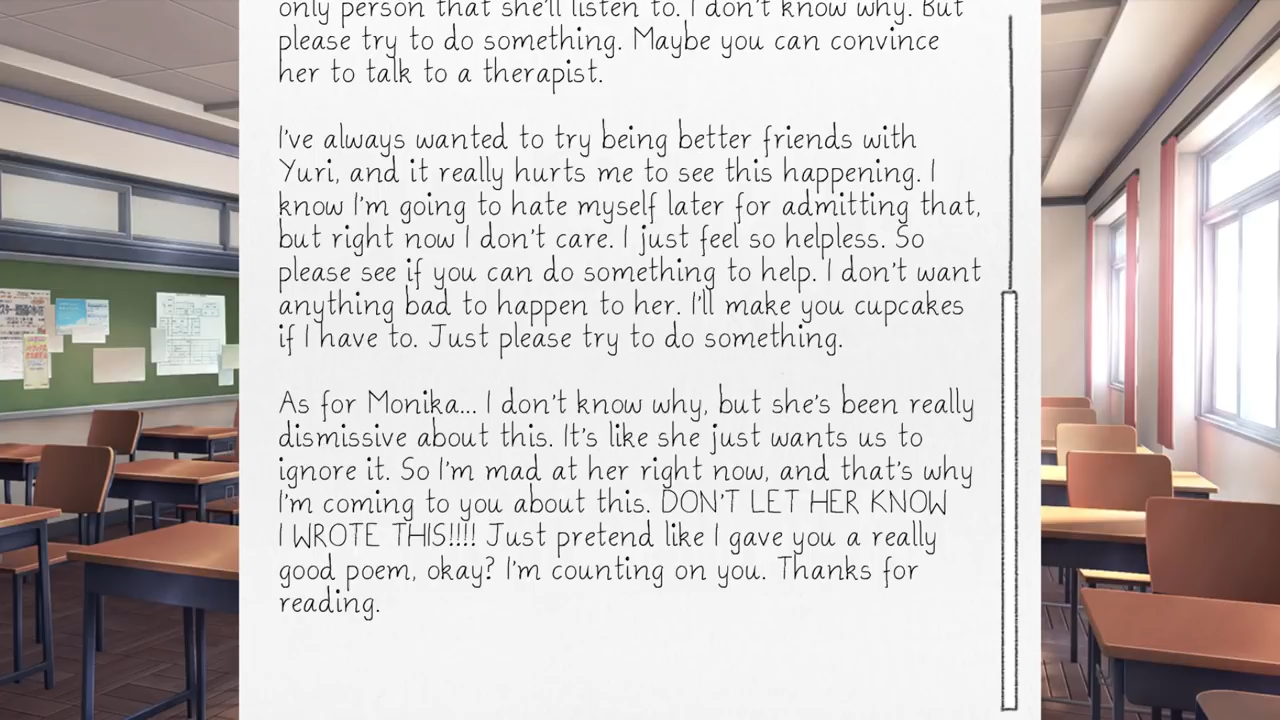 only person that she'll listen to. I don't know why. But
please try to do something. Maybe you can convince
her to talk to a therapist.
I've always wanted to try being better friends with
Yuri, and it really hurts me to see this happening. I
know I'm going to hate myself later for admitting that,
but right now I don't care. I just feel so helpless. So
please see if you can do something to help. I don't want
anything bad to happen to her. I'll make you cupcakes
if I have to. Just please try to do something.
As for Monika... I don't know why, but she's been really
dismissive about this. It's like she just wants us to
ignore it. So I'm mad at her right now, and that's why
I'm coming to you about this. DON'T LET HER KNOW
I WROTE THIS!!!! Just pretend like I gave you a really
good poem, okay? I'm counting on you. Thanks for
reading.